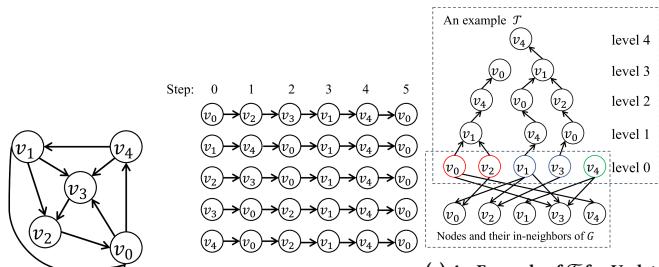 v₁
v₄
v₃
v₂
v₀
Step: 0 1 2 3 4 5
v₀ v₂ v₃ v₁ v₄ v₀
v₁ v₄ v₀ v₁ v₄ v₀
v₂ v₃ v₀ v₁ v₄ v₀
v₃ v₀ v₂ v₁ v₄ v₀
v₄ v₀ v₂ v₁ v₄ v₀
An example 𝒯
v₄ level 4
v₀ v₁ level 3
v₄ v₀ v₂ level 2
v₁ v₄ v₀ level 1
v₀ v₂ v₁ v₃ v₄ level 0
v₀ v₂ v₁ v₃ v₄
Nodes and their in-neighbors of G